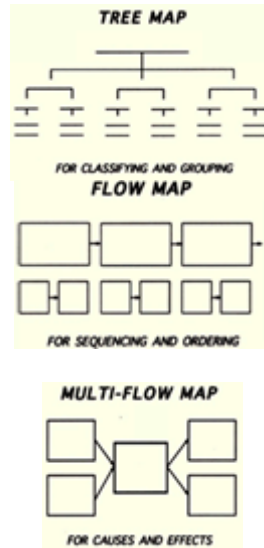 TREE MAP
FOR CLASSIFYING AND GROUPING
FLOW MAP
FOR SEQUENCING AND ORDERING
MULTI-FLOW MAP
FOR CAUSES AND EFFECTS